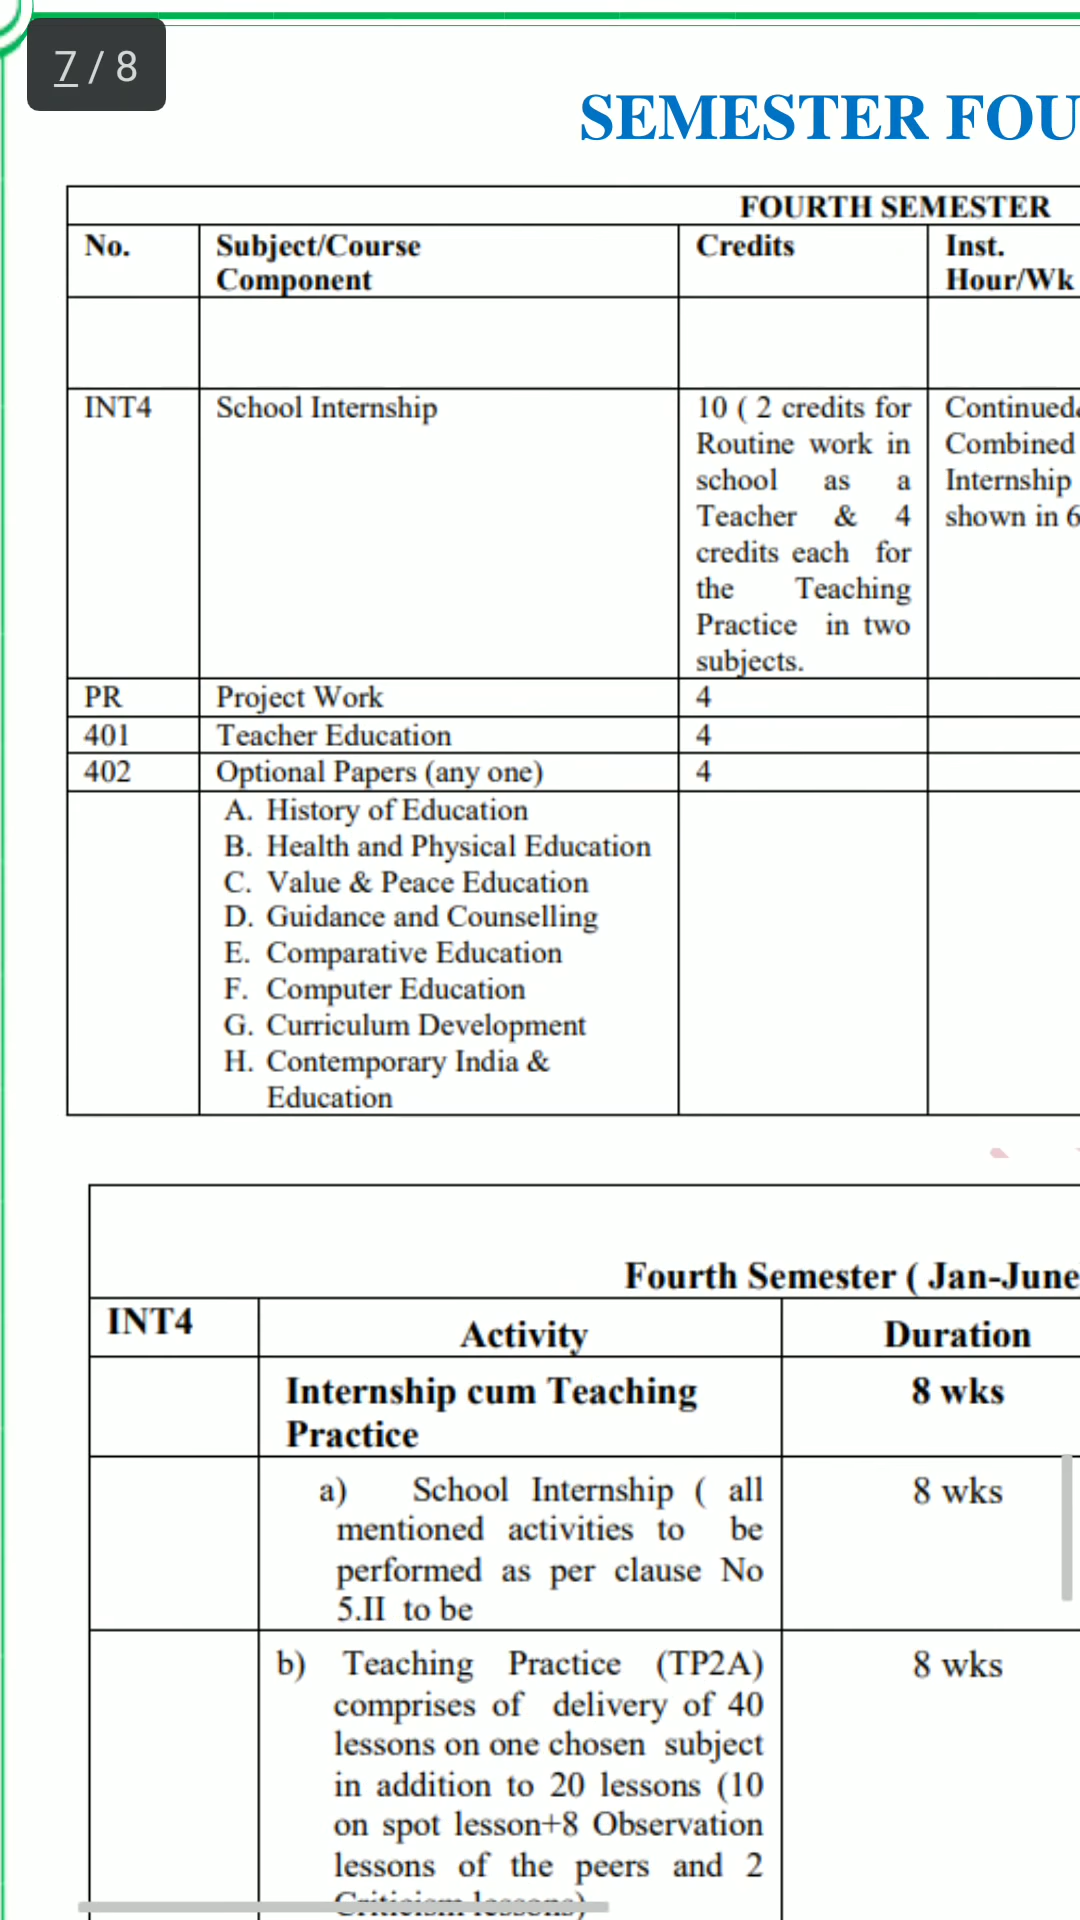 7 / 8
SEMESTER FOU
FOURTH SEMESTER
No. Subject/Course Component Credits Inst. Hour/Wk
INT4 School Internship 10 ( 2 credits for Continued
Routine work in Combined
school as a Internship
Teacher & 4 shown in 6
credits each for
the Teaching
Practice in two
subjects.
PR Project Work 4
401 Teacher Education 4
402 Optional Papers (any one) 4
A. History of Education
B. Health and Physical Education
C. Value & Peace Education
D. Guidance and Counselling
E. Comparative Education
F. Computer Education
G. Curriculum Development
H. Contemporary India &
Education
Fourth Semester ( Jan-June
INT4 Activity Duration
Internship cum Teaching 8 wks
Practice
a) School Internship ( all 8 wks
mentioned activities to be
performed as per clause No
5.II to be
b) Teaching Practice (TP2A) 8 wks
comprises of delivery of 40
lessons on one chosen subject
in addition to 20 lessons (10
on spot lesson+8 Observation
lessons of the peers and 2
Criticism lessons)